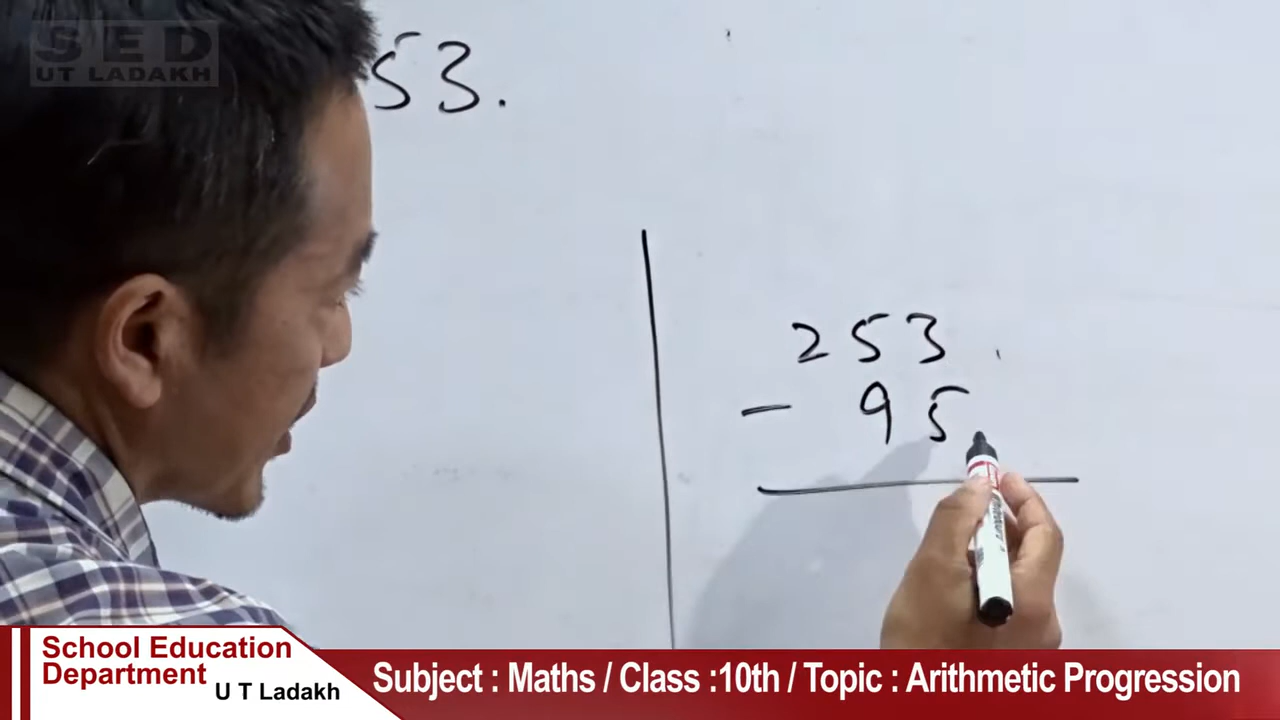 SED
UT LADAKH
53.
253.
- 95
School Education
Department
U T Ladakh
Subject : Maths / Class :10th / Topic : Arithmetic Progression